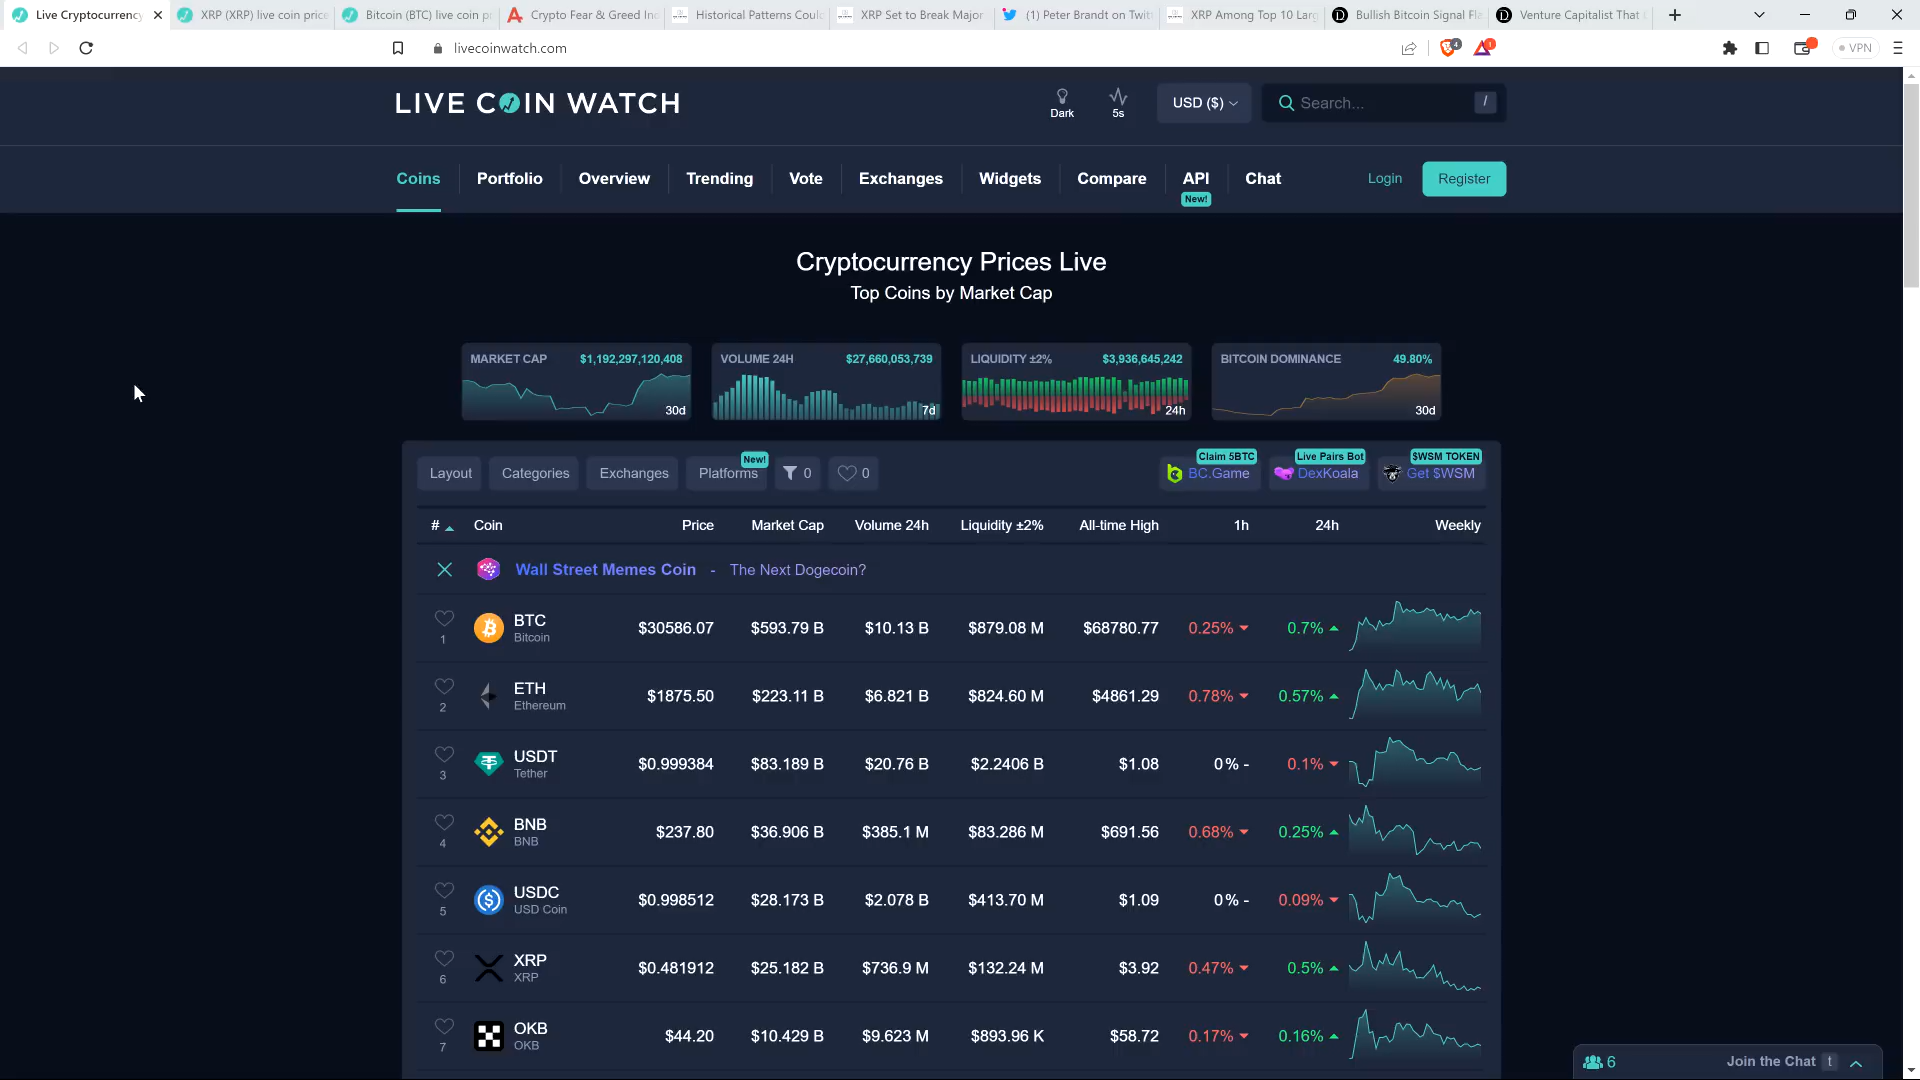 Live Cryptocurrency
XRP (XRP) live coin price
Bitcoin (BTC) live coin pr
Crypto Fear & Greed Ind
Historical Patterns Could
XRP Set to Break Major
(1) Peter Brandt on Twit
XRP Among Top 10 Larg
Bullish Bitcoin Signal Fla
Venture Capitalist That
livecoinwatch.com
4
1
VPN
LIVE COIN WATCH
Dark
5s
USD ($)
Search...
/
Coins
Portfolio
Overview
Trending
Vote
Exchanges
Widgets
Compare
API
New!
Chat
Login
Register
Cryptocurrency Prices Live
Top Coins by Market Cap
MARKET CAP $1,192,297,120,408
30d
VOLUME 24H $27,660,053,739
7d
LIQUIDITY ±2% $3,936,645,242
24h
BITCOIN DOMINANCE 49.80%
30d
Layout
Categories
Exchanges
Platforms
New!
0
0
Claim 5BTC
BC.Game
Live Pairs Bot
DexKoala
$WSM TOKEN
Get $WSM
# Coin Price Market Cap Volume 24h Liquidity ±2% All-time High 1h 24h Weekly
Wall Street Memes Coin - The Next Dogecoin?
1 BTC Bitcoin $30586.07 $593.79 B $10.13 B $879.08 M $68780.77 0.25% 0.7%
2 ETH Ethereum $1875.50 $223.11 B $6.821 B $824.60 M $4861.29 0.78% 0.57%
3 USDT Tether $0.999384 $83.189 B $20.76 B $2.2406 B $1.08 0% - 0.1%
4 BNB BNB $237.80 $36.906 B $385.1 M $83.286 M $691.56 0.68% 0.25%
5 USDC USD Coin $0.998512 $28.173 B $2.078 B $413.70 M $1.09 0% - 0.09%
6 XRP XRP $0.481912 $25.182 B $736.9 M $132.24 M $3.92 0.47% 0.5%
7 OKB OKB $44.20 $10.429 B $9.623 M $893.96 K $58.72 0.17% 0.16%
6
Join the Chat t